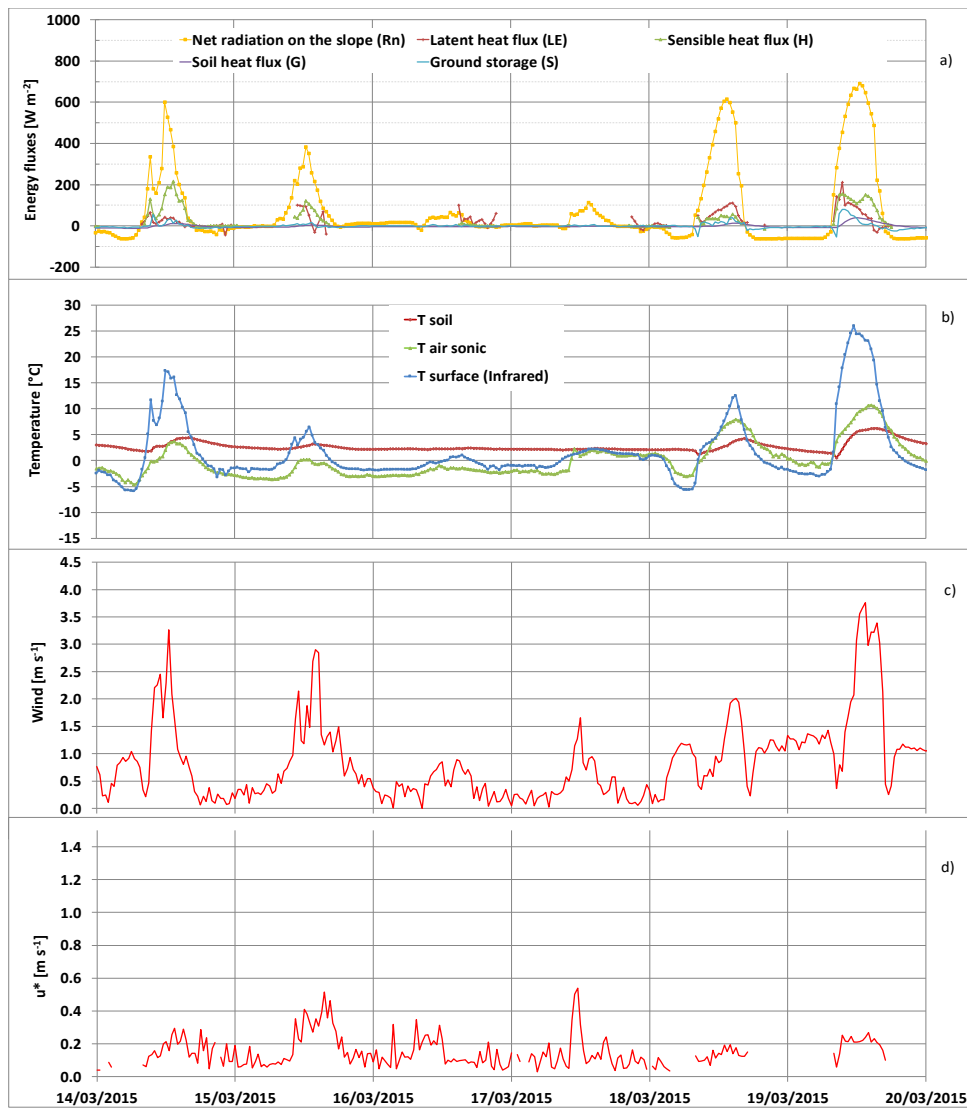 1000
Net radiation on the slope (Rn) Latent heat flux (LE) Sensible heat flux (H)
Soil heat flux (G) Ground storage (S)
a)
800
600
400
200
0
-200
Energy fluxes [W m⁻²]
30
b)
T soil
25
T air sonic
20
T surface (Infrared)
15
10
5
0
-5
-10
-15
Temperature [°C]
4.5
c)
4.0
3.5
3.0
2.5
2.0
1.5
1.0
0.5
0.0
Wind [m s⁻¹]
1.4
d)
1.2
1.0
0.8
0.6
0.4
0.2
0.0
u* [m s⁻¹]
14/03/2015 15/03/2015 16/03/2015 17/03/2015 18/03/2015 19/03/2015 20/03/2015